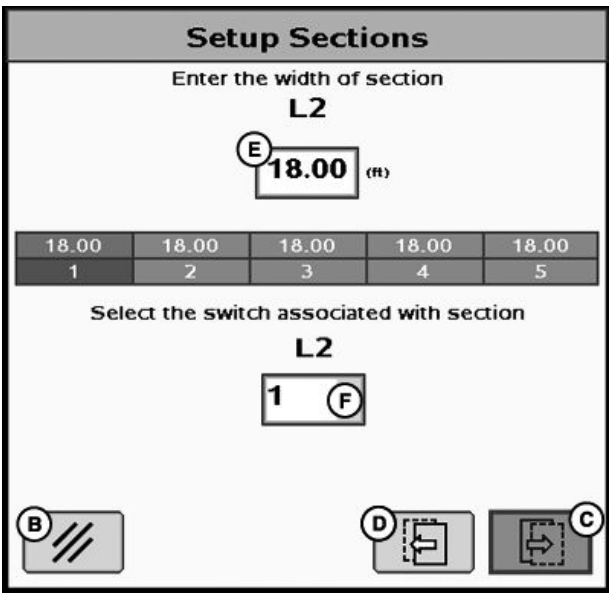 Setup Sections
Enter the width of section
L2
E
18.00 (ft)
18.00 18.00 18.00 18.00 18.00
1 2 3 4 5
Select the switch associated with section
L2
1 F
B D C